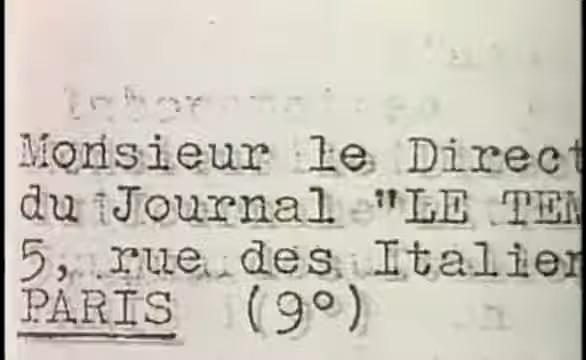 Monsieur le Direct
du Journal "LE TEM
5, rue des Italien
PARIS (9°)